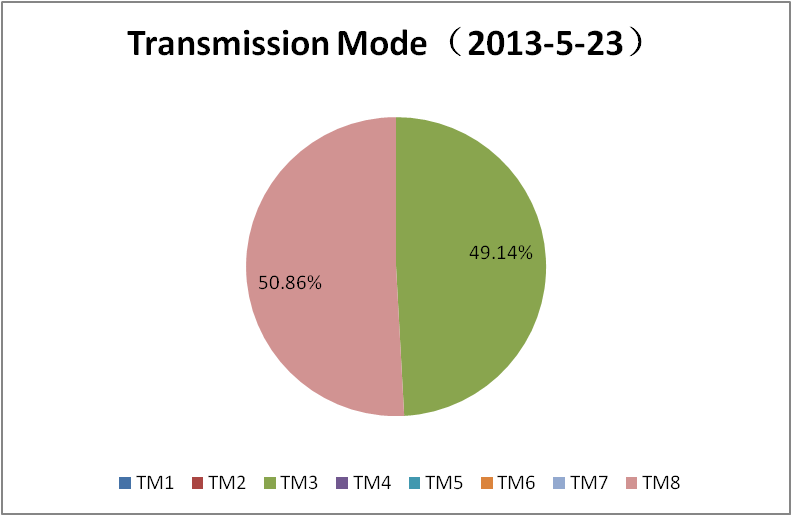 Transmission Mode（2013-5-23）
49.14%
50.86%
TM1 TM2 TM3 TM4 TM5 TM6 TM7 TM8